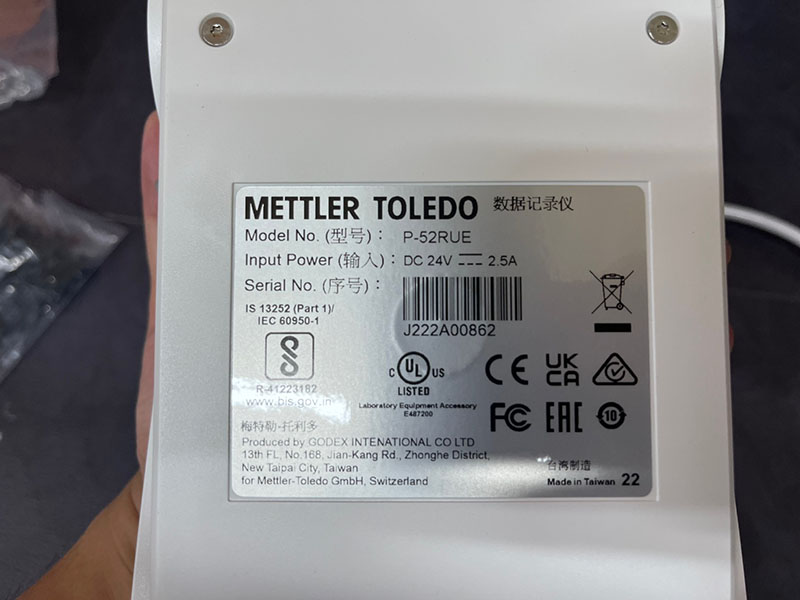 METTLER TOLEDO 数据记录仪
Model No. (型号)： P-52RUE
Input Power (输入)： DC 24V 2.5A
Serial No. (序号)：
J222A00862
IS 13252 (Part 1)/
IEC 60950-1
R-41223182
www.bis.gov.in
C UL US
LISTED
Laboratory Equipment Accessory
E487200
CE UK CA
FC EAC 10
梅特勒-托利多
Produced by GODEX INTENATIONAL CO LTD
13th FL, No.168, Jian-Kang Rd., Zhonghe District,
New Taipai City, Taiwan
for Mettler-Toledo GmbH, Switzerland
台湾制造
Made in Taiwan 22